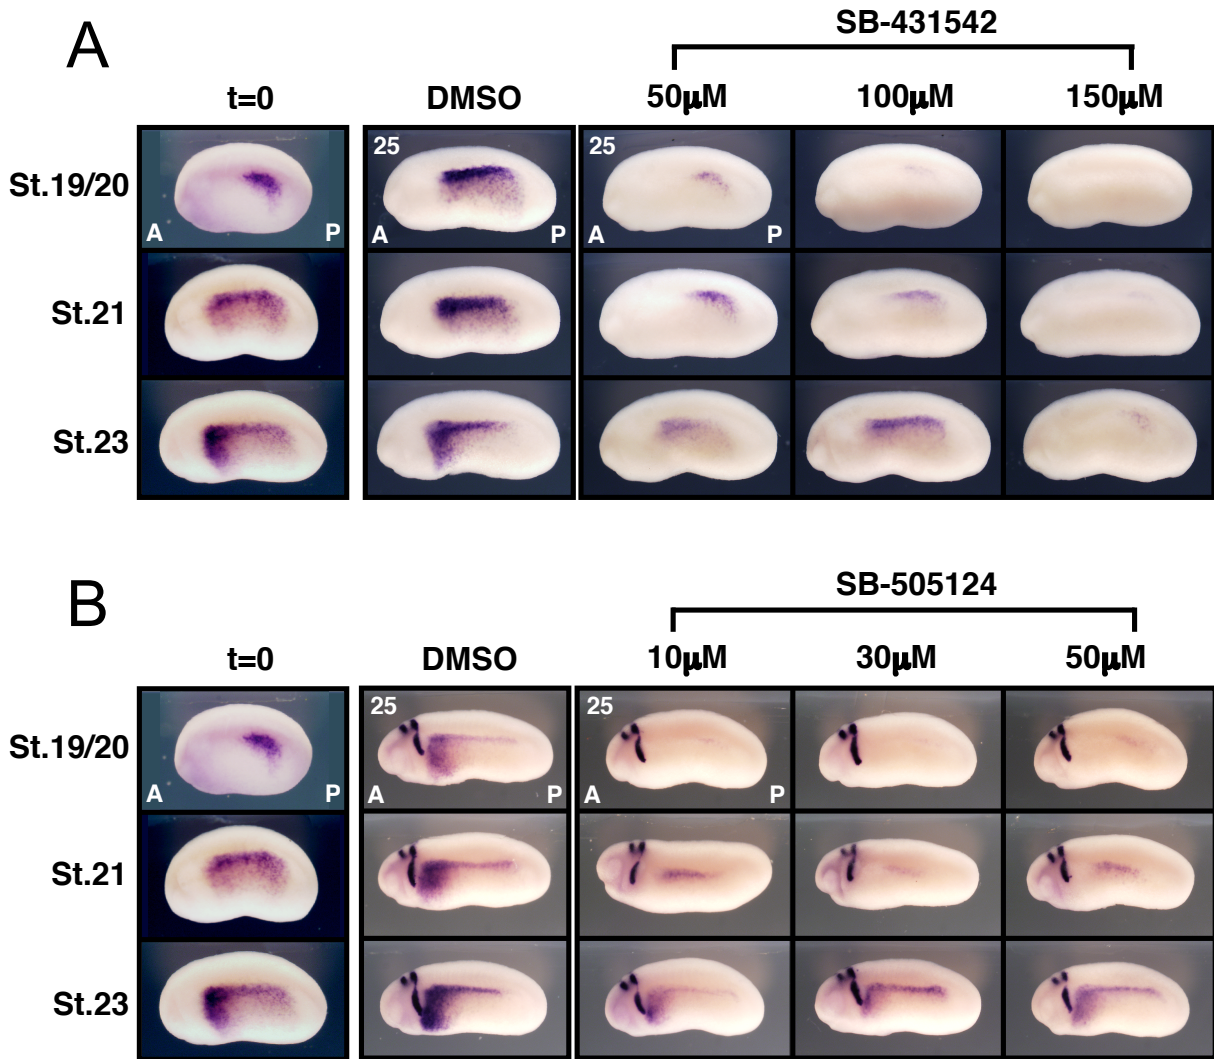 A
SB-431542
t=0 DMSO 50μM 100μM 150μM
St.19/20 25 25
A P A P A P
St.21
St.23
B
SB-505124
t=0 DMSO 10μM 30μM 50μM
25 25
St.19/20
A P A P A P
St.21
St.23